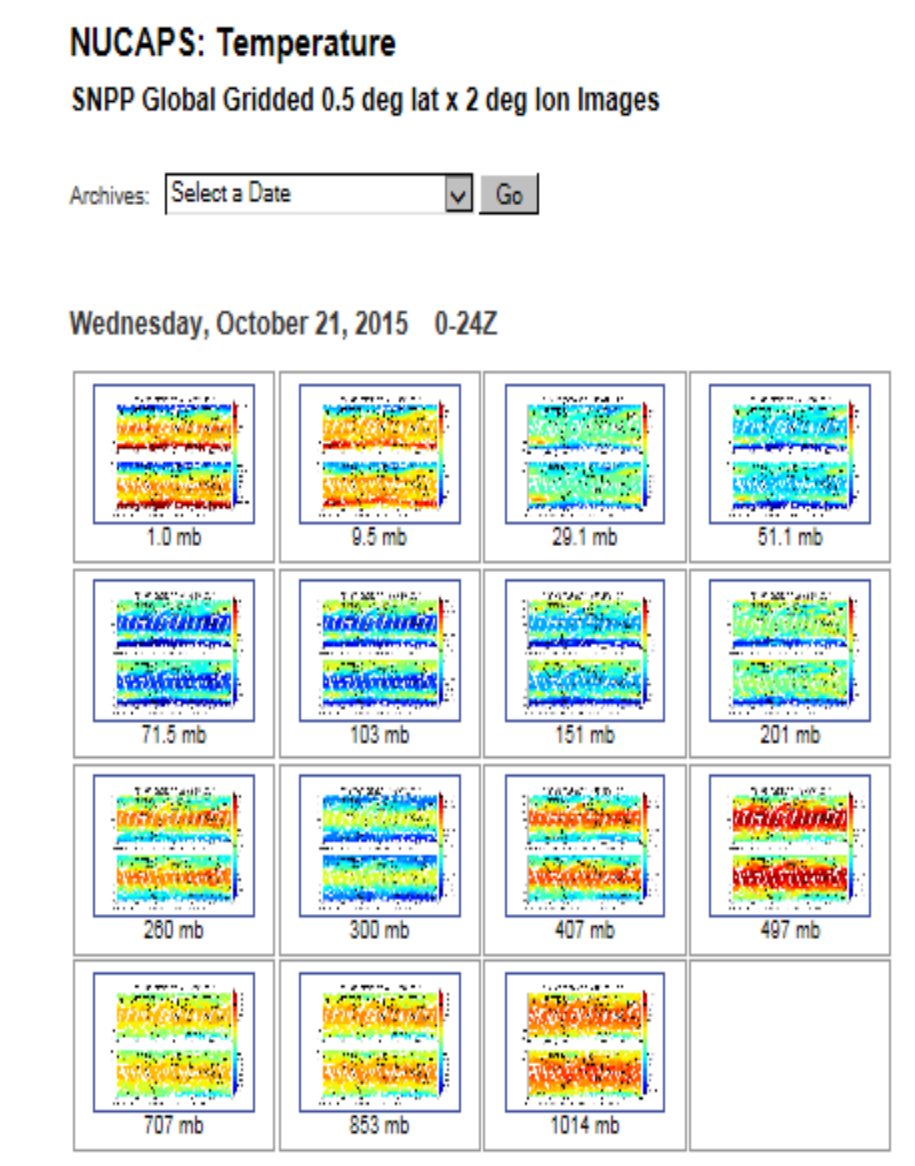 NUCAPS: Temperature
SNPP Global Gridded 0.5 deg lat x 2 deg lon Images
Archives: Select a Date Go
Wednesday, October 21, 2015 0-24Z
1.0 mb 9.5 mb 29.1 mb 51.1 mb
71.5 mb 103 mb 151 mb 201 mb
260 mb 300 mb 407 mb 497 mb
707 mb 853 mb 1014 mb